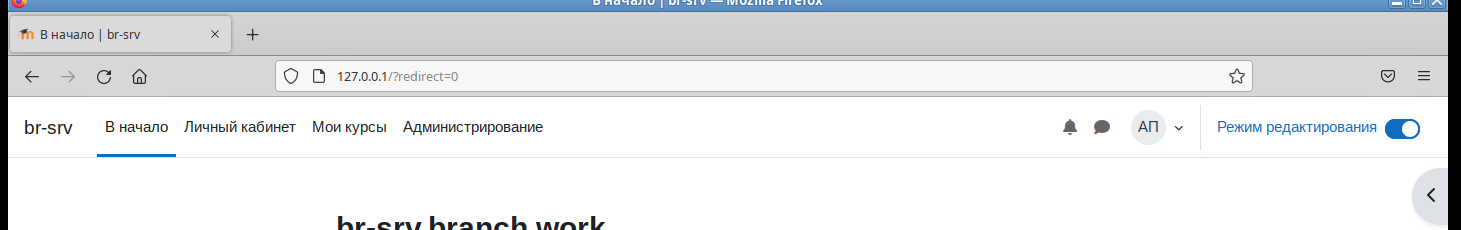 В начало | br-srv — Mozilla Firefox
В начало | br-srv
127.0.0.1/?redirect=0
br-srv В начало Личный кабинет Мои курсы Администрирование АП Режим редактирования
br-srv branch work